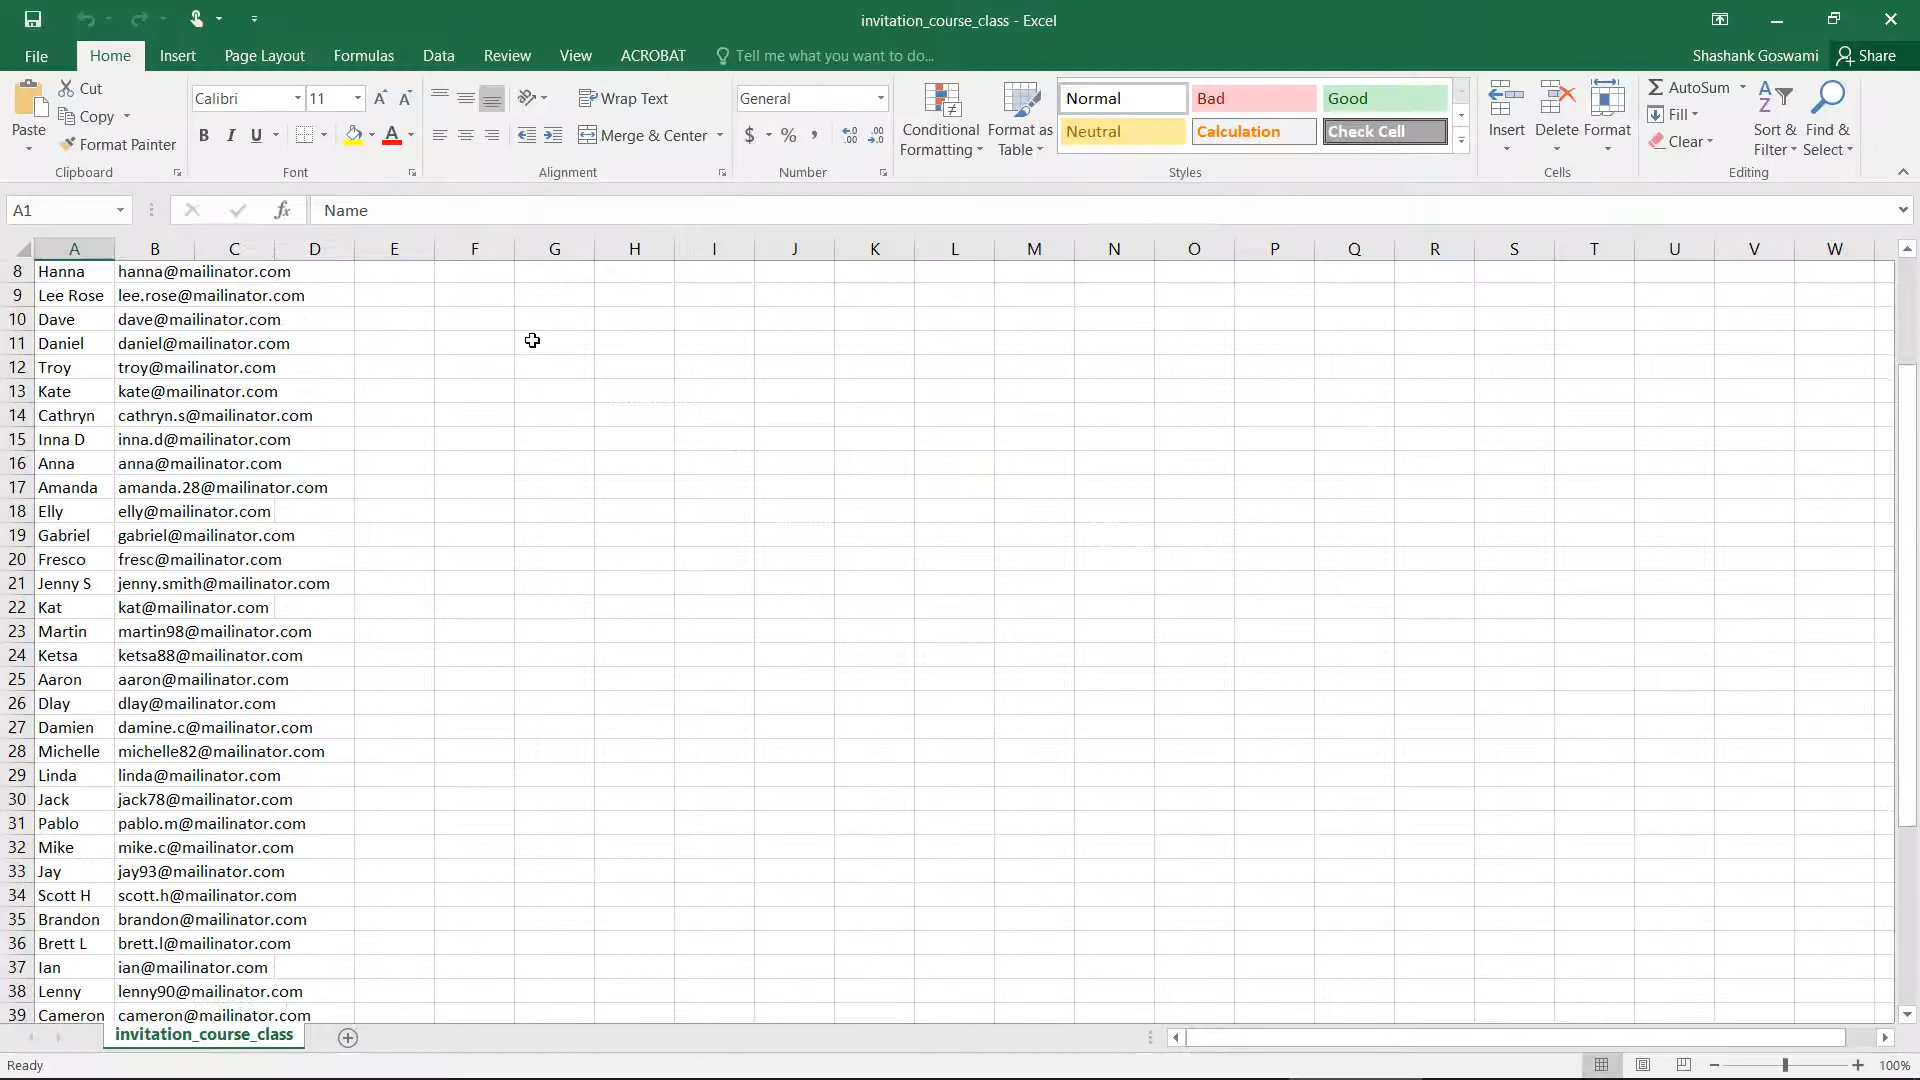 invitation_course_class - Excel
File Home Insert Page Layout Formulas Data Review View ACROBAT Tell me what you want to do... Shashank Goswami Share
Paste
Cut
Copy
Format Painter
Clipboard
Calibri 11
B I U
Font
Wrap Text
Merge & Center
Alignment
General
$ % ,
Number
Conditional Formatting
Format as Table
Normal Bad Good
Neutral Calculation Check Cell
Styles
Insert Delete Format
Cells
AutoSum
Fill
Clear
Sort & Filter
Find & Select
Editing
A1 fx Name
A B C D E F G H I J K L M N O P Q R S T U V W
8 Hanna hanna@mailinator.com
9 Lee Rose lee.rose@mailinator.com
10 Dave dave@mailinator.com
11 Daniel daniel@mailinator.com
12 Troy troy@mailinator.com
13 Kate kate@mailinator.com
14 Cathryn cathryn.s@mailinator.com
15 Inna D inna.d@mailinator.com
16 Anna anna@mailinator.com
17 Amanda amanda.28@mailinator.com
18 Elly elly@mailinator.com
19 Gabriel gabriel@mailinator.com
20 Fresco fresc@mailinator.com
21 Jenny S jenny.smith@mailinator.com
22 Kat kat@mailinator.com
23 Martin martin98@mailinator.com
24 Ketsa ketsa88@mailinator.com
25 Aaron aaron@mailinator.com
26 Dlay dlay@mailinator.com
27 Damien damine.c@mailinator.com
28 Michelle michelle82@mailinator.com
29 Linda linda@mailinator.com
30 Jack jack78@mailinator.com
31 Pablo pablo.m@mailinator.com
32 Mike mike.c@mailinator.com
33 Jay jay93@mailinator.com
34 Scott H scott.h@mailinator.com
35 Brandon brandon@mailinator.com
36 Brett L brett.l@mailinator.com
37 Ian ian@mailinator.com
38 Lenny lenny90@mailinator.com
39 Cameron cameron@mailinator.com
invitation_course_class
Ready 100%